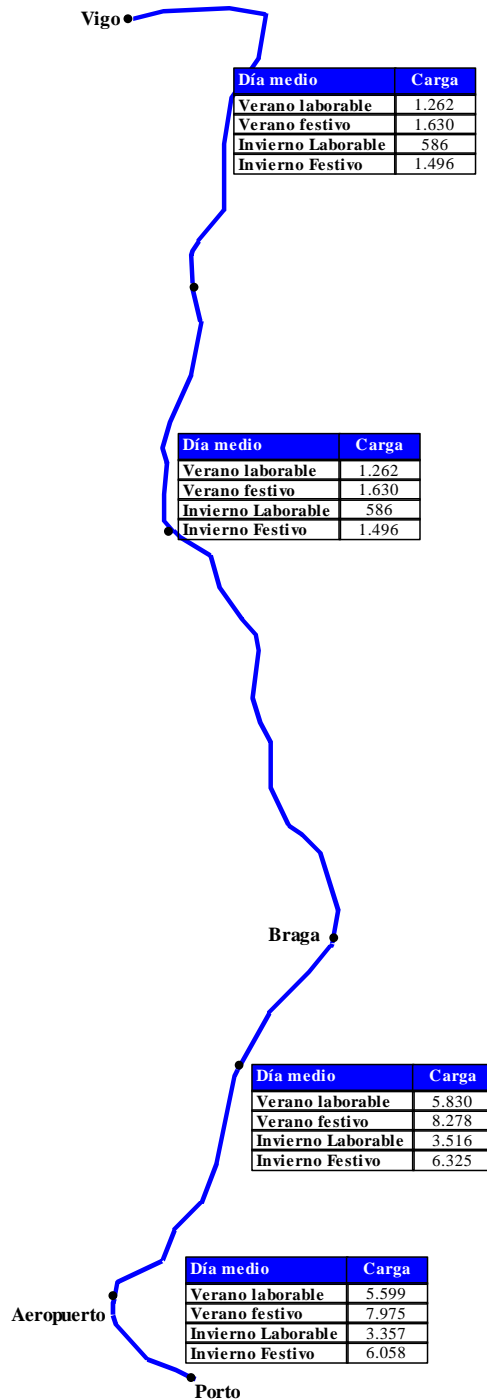 Vigo
Día medio Carga
Verano laborable 1.262
Verano festivo 1.630
Invierno Laborable 586
Invierno Festivo 1.496
Día medio Carga
Verano laborable 1.262
Verano festivo 1.630
Invierno Laborable 586
Invierno Festivo 1.496
Braga
Día medio Carga
Verano laborable 5.830
Verano festivo 8.278
Invierno Laborable 3.516
Invierno Festivo 6.325
Aeropuerto
Día medio Carga
Verano laborable 5.599
Verano festivo 7.975
Invierno Laborable 3.357
Invierno Festivo 6.058
Porto